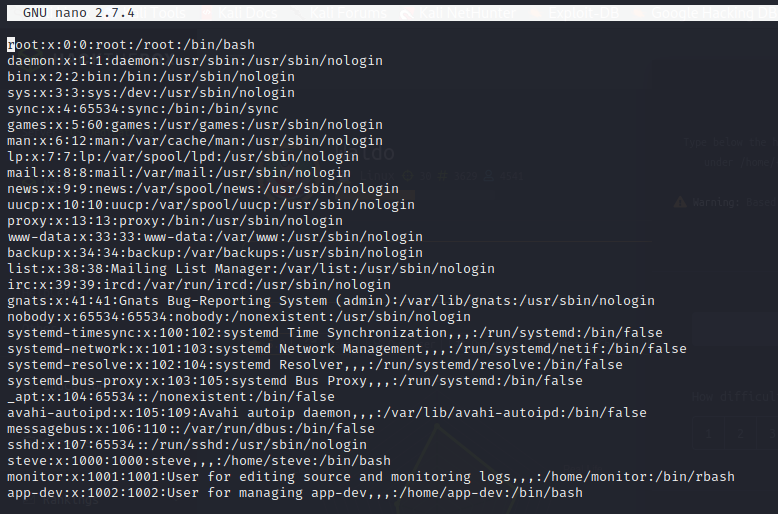 GNU nano 2.7.4
root:x:0:0:root:/root:/bin/bash
daemon:x:1:1:daemon:/usr/sbin:/usr/sbin/nologin
bin:x:2:2:bin:/bin:/usr/sbin/nologin
sys:x:3:3:sys:/dev:/usr/sbin/nologin
sync:x:4:65534:sync:/bin:/bin/sync
games:x:5:60:games:/usr/games:/usr/sbin/nologin
man:x:6:12:man:/var/cache/man:/usr/sbin/nologin
lp:x:7:7:lp:/var/spool/lpd:/usr/sbin/nologin
mail:x:8:8:mail:/var/mail:/usr/sbin/nologin
news:x:9:9:news:/var/spool/news:/usr/sbin/nologin
uucp:x:10:10:uucp:/var/spool/uucp:/usr/sbin/nologin
proxy:x:13:13:proxy:/bin:/usr/sbin/nologin
www-data:x:33:33:www-data:/var/www:/usr/sbin/nologin
backup:x:34:34:backup:/var/backups:/usr/sbin/nologin
list:x:38:38:Mailing List Manager:/var/list:/usr/sbin/nologin
irc:x:39:39:ircd:/var/run/ircd:/usr/sbin/nologin
gnats:x:41:41:Gnats Bug-Reporting System (admin):/var/lib/gnats:/usr/sbin/nologin
nobody:x:65534:65534:nobody:/nonexistent:/usr/sbin/nologin
systemd-timesync:x:100:102:systemd Time Synchronization,,,:/run/systemd:/bin/false
systemd-network:x:101:103:systemd Network Management,,,:/run/systemd/netif:/bin/false
systemd-resolve:x:102:104:systemd Resolver,,,:/run/systemd/resolve:/bin/false
systemd-bus-proxy:x:103:105:systemd Bus Proxy,,,:/run/systemd:/bin/false
_apt:x:104:65534::/nonexistent:/bin/false
avahi-autoipd:x:105:109:Avahi autoip daemon,,,:/var/lib/avahi-autoipd:/bin/false
messagebus:x:106:110::/var/run/dbus:/bin/false
sshd:x:107:65534::/run/sshd:/usr/sbin/nologin
steve:x:1000:1000:steve,,,:/home/steve:/bin/bash
monitor:x:1001:1001:User for editing source and monitoring logs,,,:/home/monitor:/bin/rbash
app-dev:x:1002:1002:User for managing app-dev,,,:/home/app-dev:/bin/bash